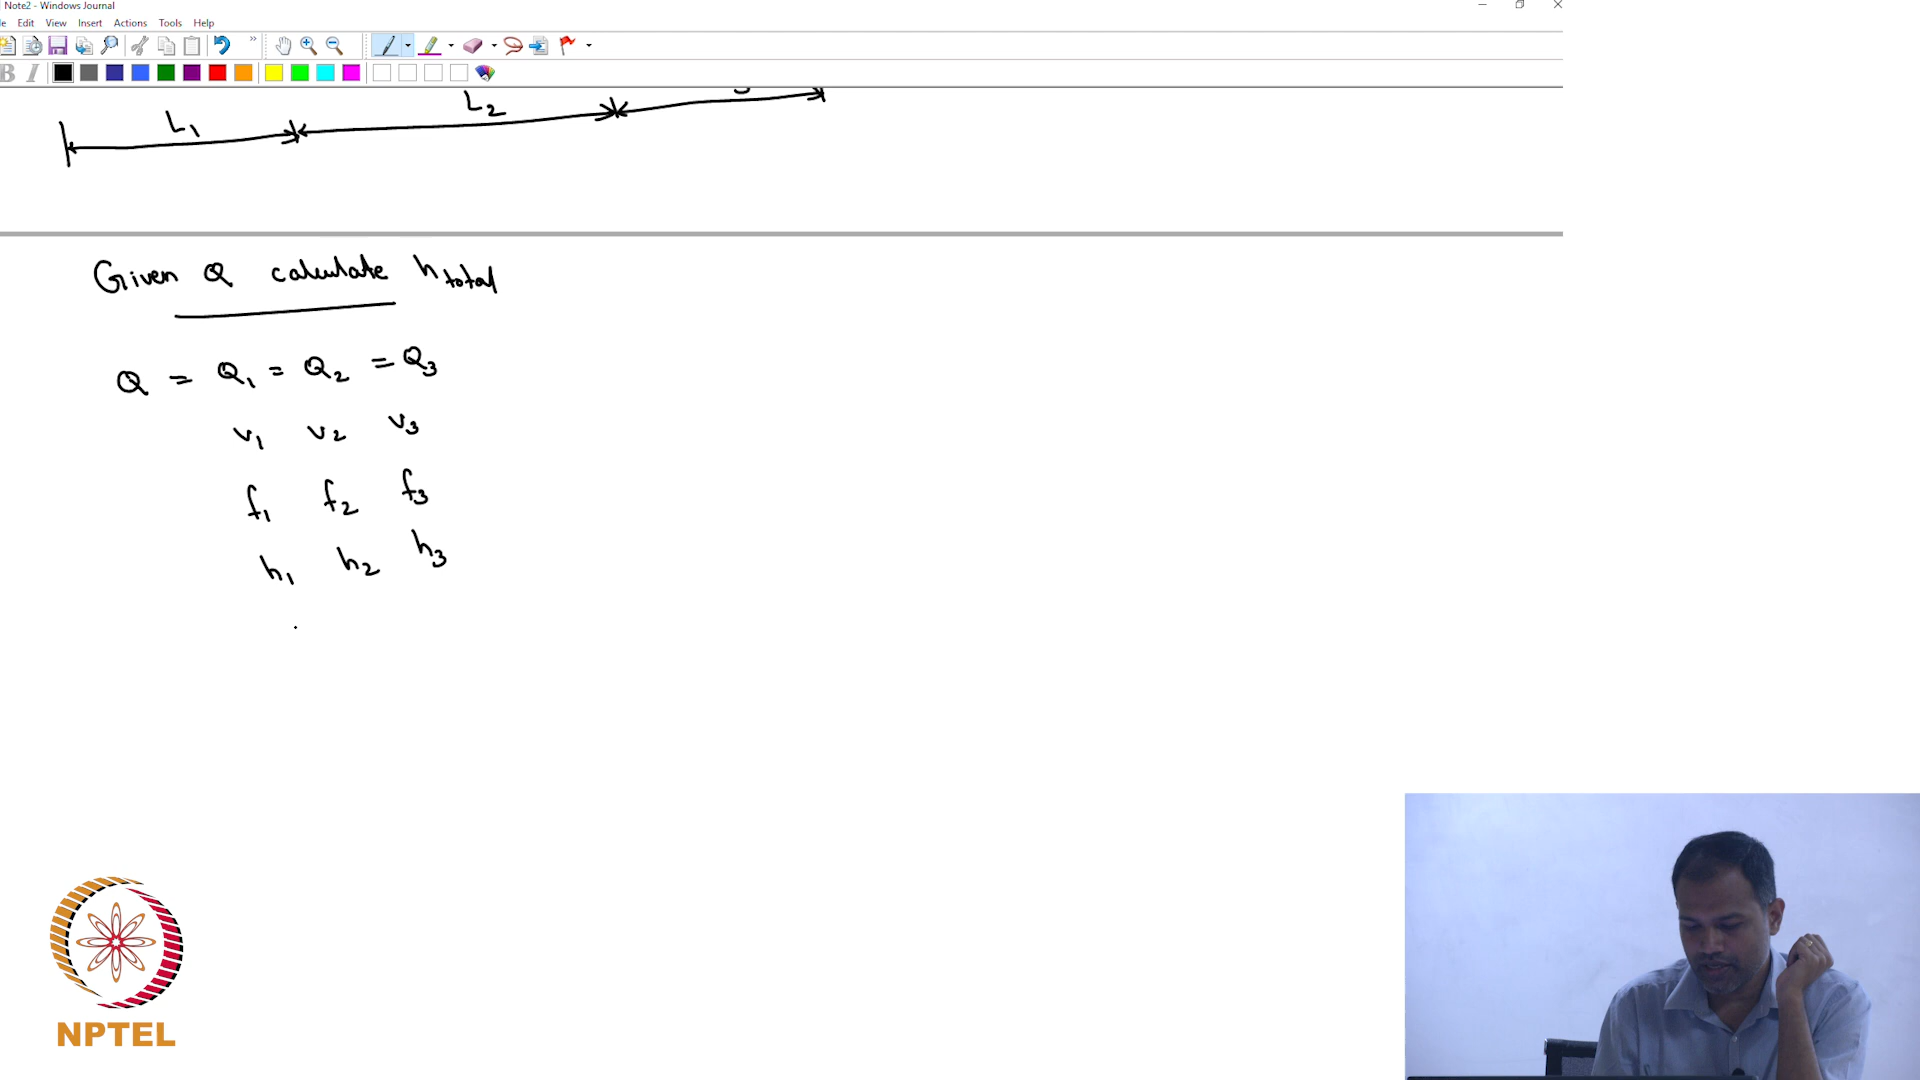 Note2 - Windows Journal
Edit View Insert Actions Tools Help
B I
L1 L2
Given Q calculate h total
Q = Q1 = Q2 = Q3
v1 v2 v3
f1 f2 f3
h1 h2 h3
NPTEL